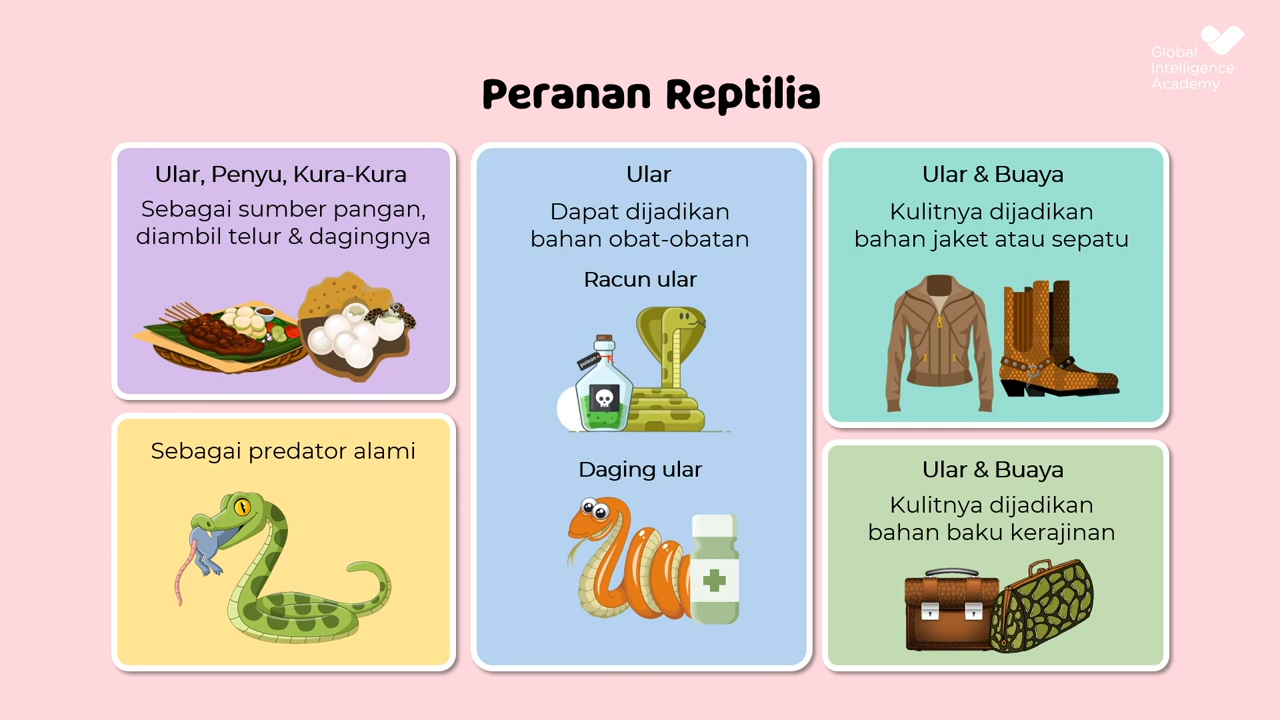 Global
Intelligence
Academy
Peranan Reptilia
Ular, Penyu, Kura-Kura
Sebagai sumber pangan,
diambil telur & dagingnya
Sebagai predator alami
Ular
Dapat dijadikan
bahan obat-obatan
Racun ular
poison
Daging ular
Ular & Buaya
Kulitnya dijadikan
bahan jaket atau sepatu
Ular & Buaya
Kulitnya dijadikan
bahan baku kerajinan